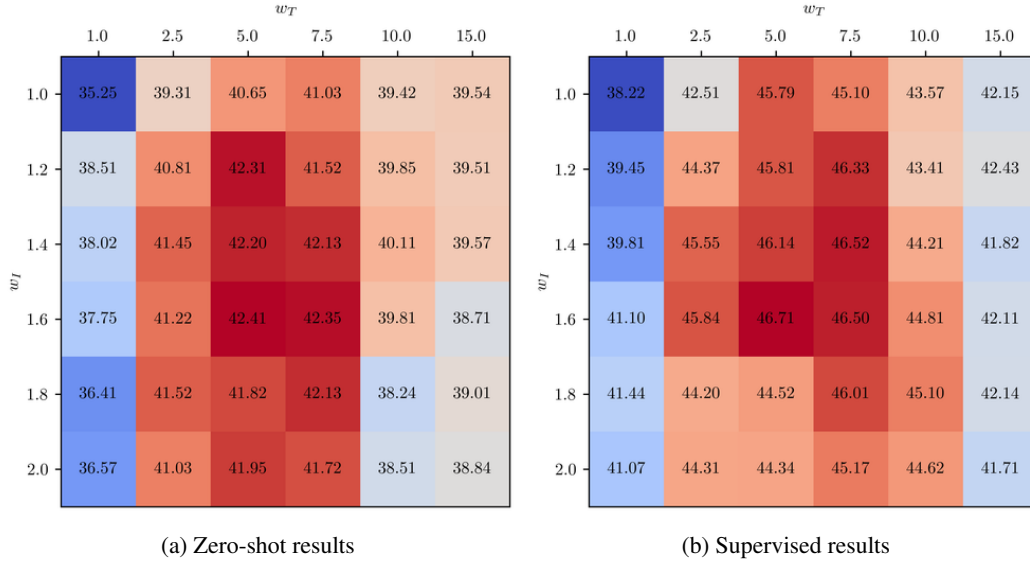 w_T
1.0 2.5 5.0 7.5 10.0 15.0
w_I
1.0 35.25 39.31 40.65 41.03 39.42 39.54
1.2 38.51 40.81 42.31 41.52 39.85 39.51
1.4 38.02 41.45 42.20 42.13 40.11 39.57
1.6 37.75 41.22 42.41 42.35 39.81 38.71
1.8 36.41 41.52 41.82 42.13 38.24 39.01
2.0 36.57 41.03 41.95 41.72 38.51 38.84
(a) Zero-shot results
w_T
1.0 2.5 5.0 7.5 10.0 15.0
w_I
1.0 38.22 42.51 45.79 45.10 43.57 42.15
1.2 39.45 44.37 45.81 46.33 43.41 42.43
1.4 39.81 45.55 46.14 46.52 44.21 41.82
1.6 41.10 45.84 46.71 46.50 44.81 42.11
1.8 41.44 44.20 44.52 46.01 45.10 42.14
2.0 41.07 44.31 44.34 45.17 44.62 41.71
(b) Supervised results